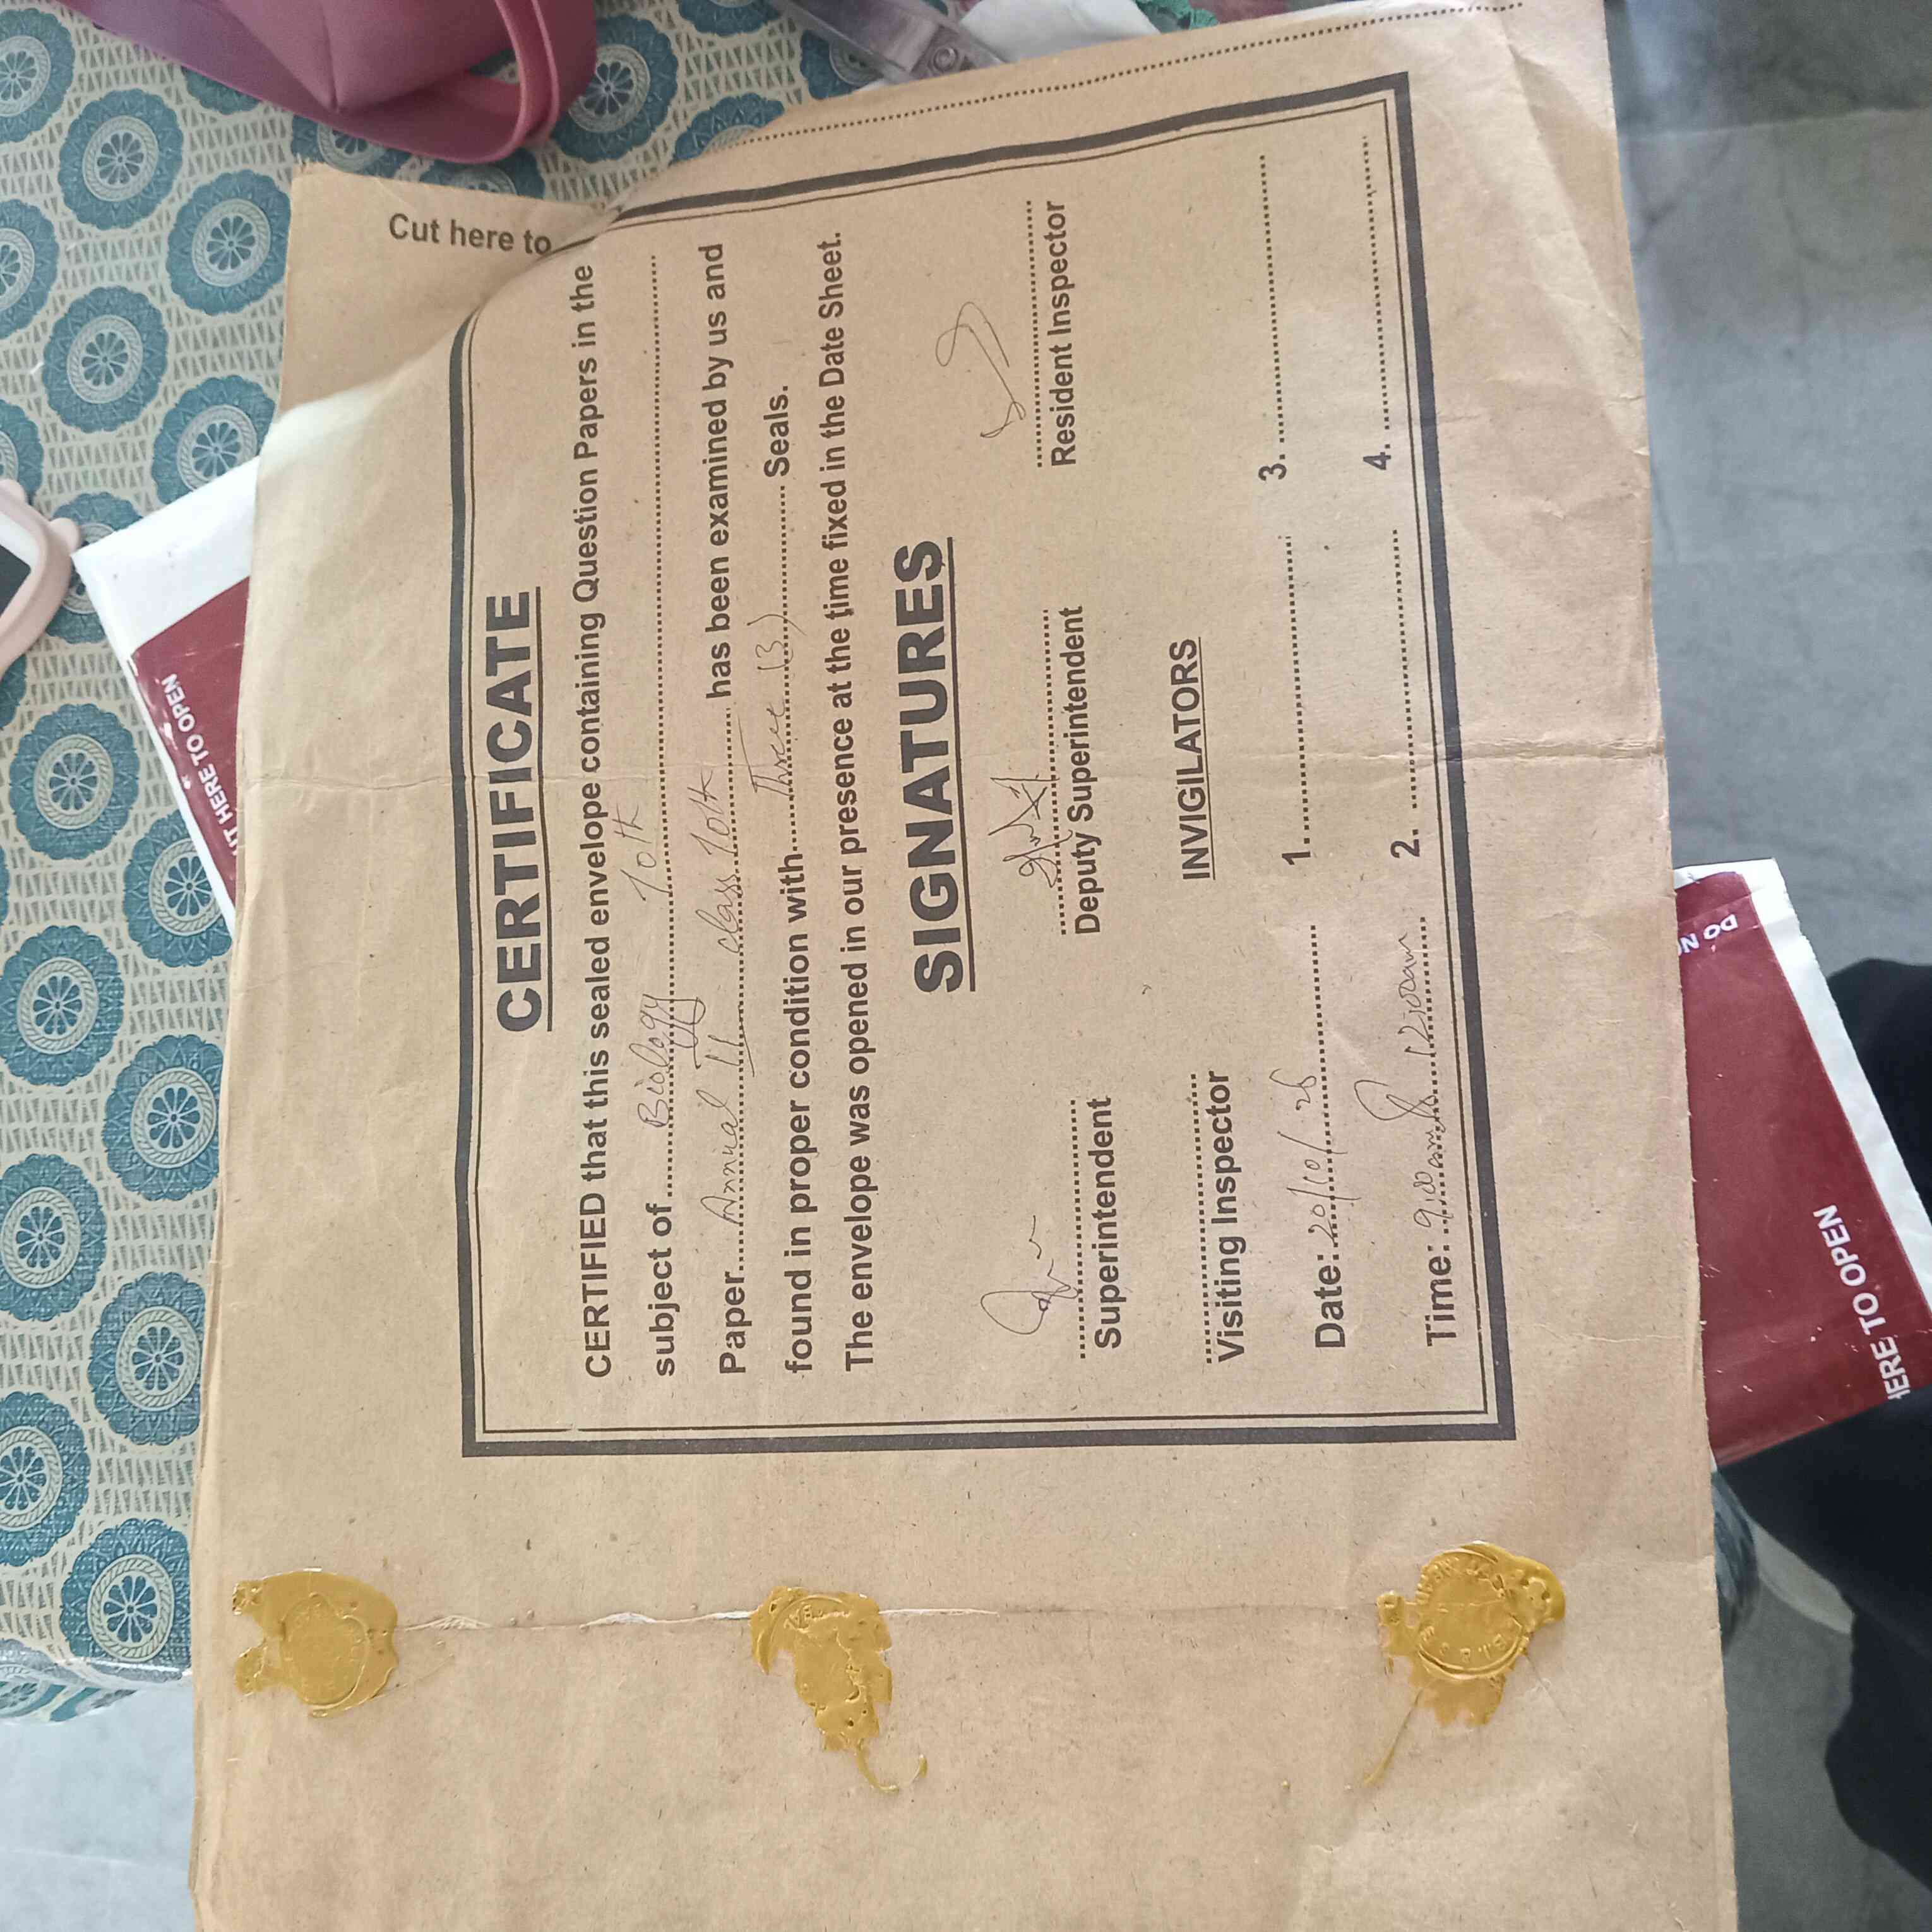 Cut here to
CERTIFICATE
CERTIFIED that this sealed envelope containing Question Papers in the
subject of Biology 10th
Paper Annual II class 10th has been examined by us and
found in proper condition with Three (3) Seals.
The envelope was opened in our presence at the time fixed in the Date Sheet.
SIGNATURES
Superintendent Deputy Superintendent Resident Inspector
INVIGILATORS
Visiting Inspector
Date: 20/10/25 1. 3.
Time: 9:00am 12:00am 2. 4.
HERE TO OPEN
DO
HERE TO OPEN
SEAL